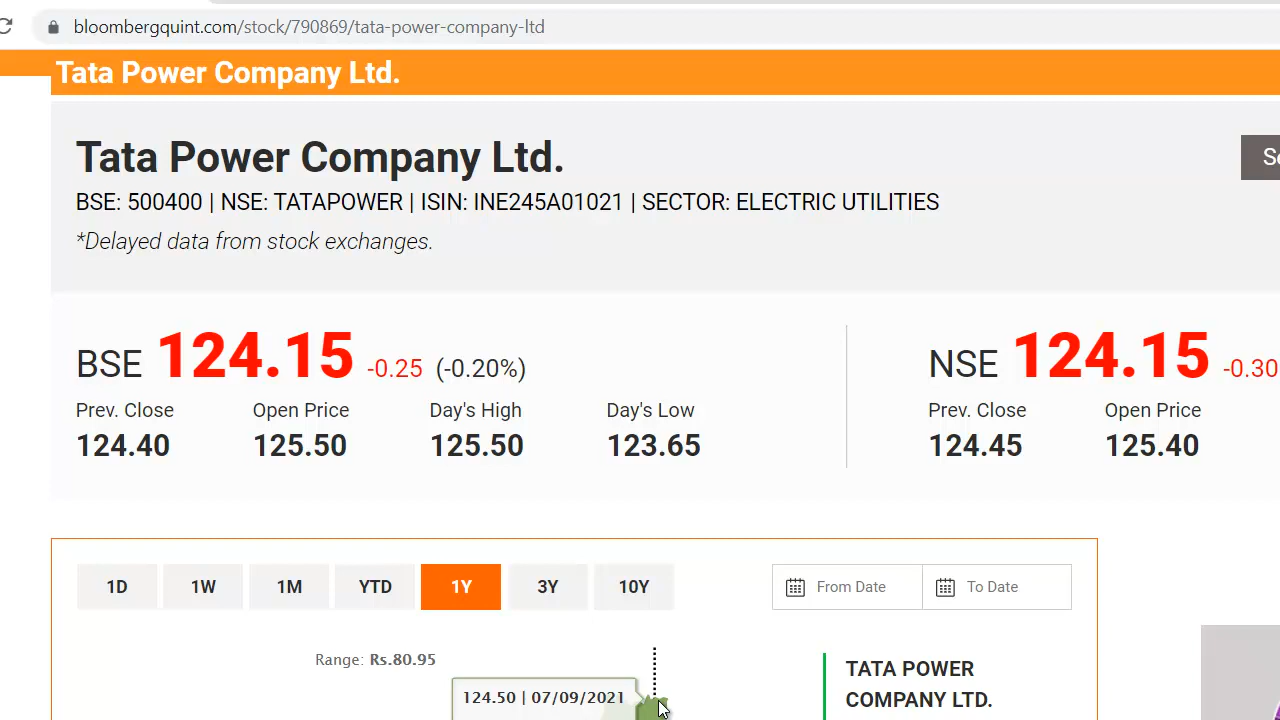 bloombergquint.com/stock/790869/tata-power-company-ltd
Tata Power Company Ltd.
Tata Power Company Ltd.
BSE: 500400 | NSE: TATAPOWER | ISIN: INE245A01021 | SECTOR: ELECTRIC UTILITIES
*Delayed data from stock exchanges.
BSE 124.15 -0.25 (-0.20%)
Prev. Close Open Price Day's High Day's Low
124.40 125.50 125.50 123.65
NSE 124.15 -0.30
Prev. Close Open Price
124.45 125.40
1D 1W 1M YTD 1Y 3Y 10Y
From Date To Date
Range: Rs.80.95
124.50 | 07/09/2021
TATA POWER
COMPANY LTD.